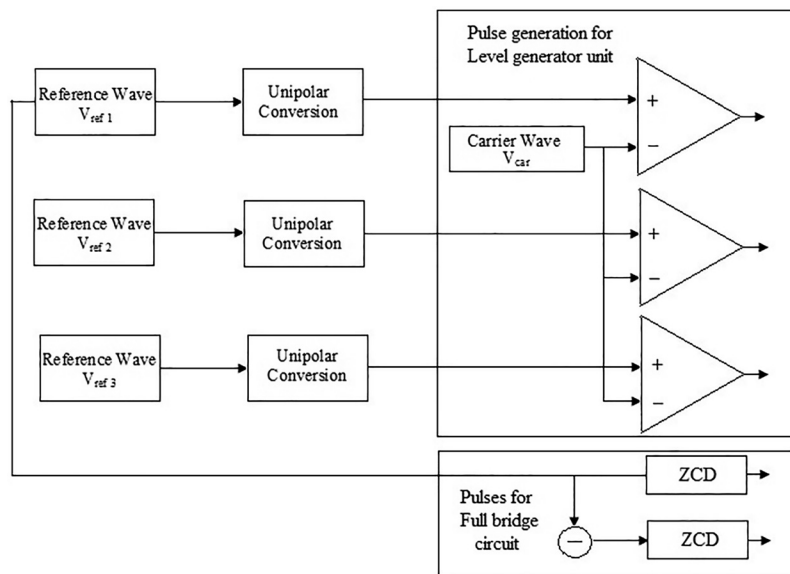 Pulse generation for
Level generator unit
Reference Wave
Vref 1
Unipolar
Conversion
+
−
Carrier Wave
Vcar
Reference Wave
Vref 2
Unipolar
Conversion
+
−
Reference Wave
Vref 3
Unipolar
Conversion
+
−
ZCD
Pulses for
Full bridge
circuit
−
ZCD